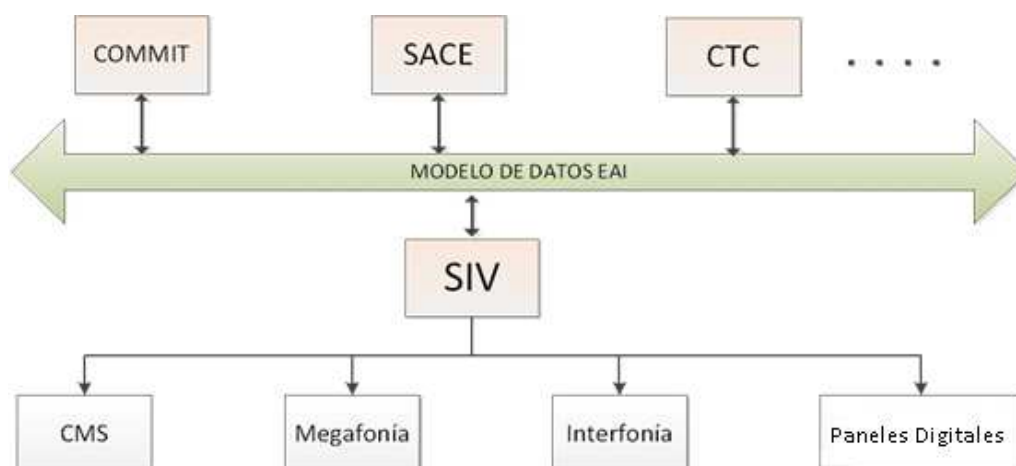 COMMIT
SACE
CTC
. . . .
MODELO DE DATOS EAI
SIV
CMS
Megafonía
Interfonía
Paneles Digitales